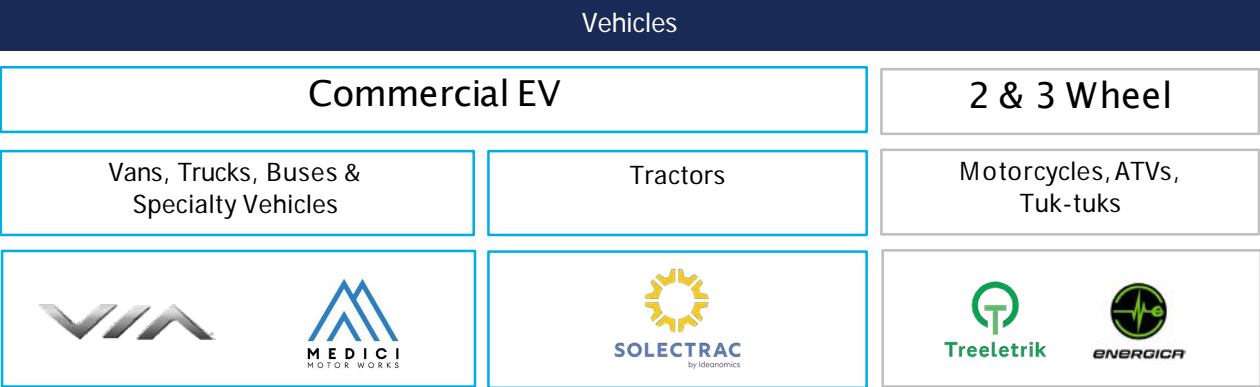 Vehicles
Commercial EV
2 & 3 Wheel
Vans, Trucks, Buses &
Specialty Vehicles
Tractors
Motorcycles, ATVs,
Tuk-tuks
VIA
MEDICI
MOTOR WORKS
SOLECTRAC
by Ideanomics
Treeletrik
e
ENERGICA